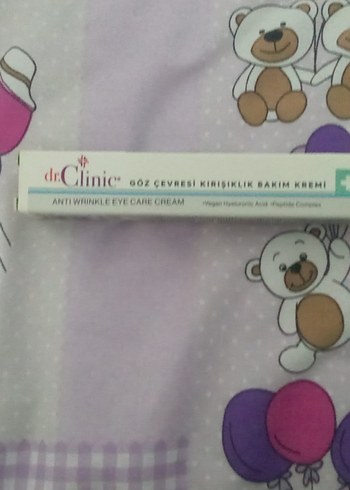 dr.Clinic®
GÖZ ÇEVRESİ KIRIŞIKLIK BAKIM KREMİ
ANTI WRINKLE EYE CARE CREAM
•Vegan Hyaluronic Acid •Peptide Complex